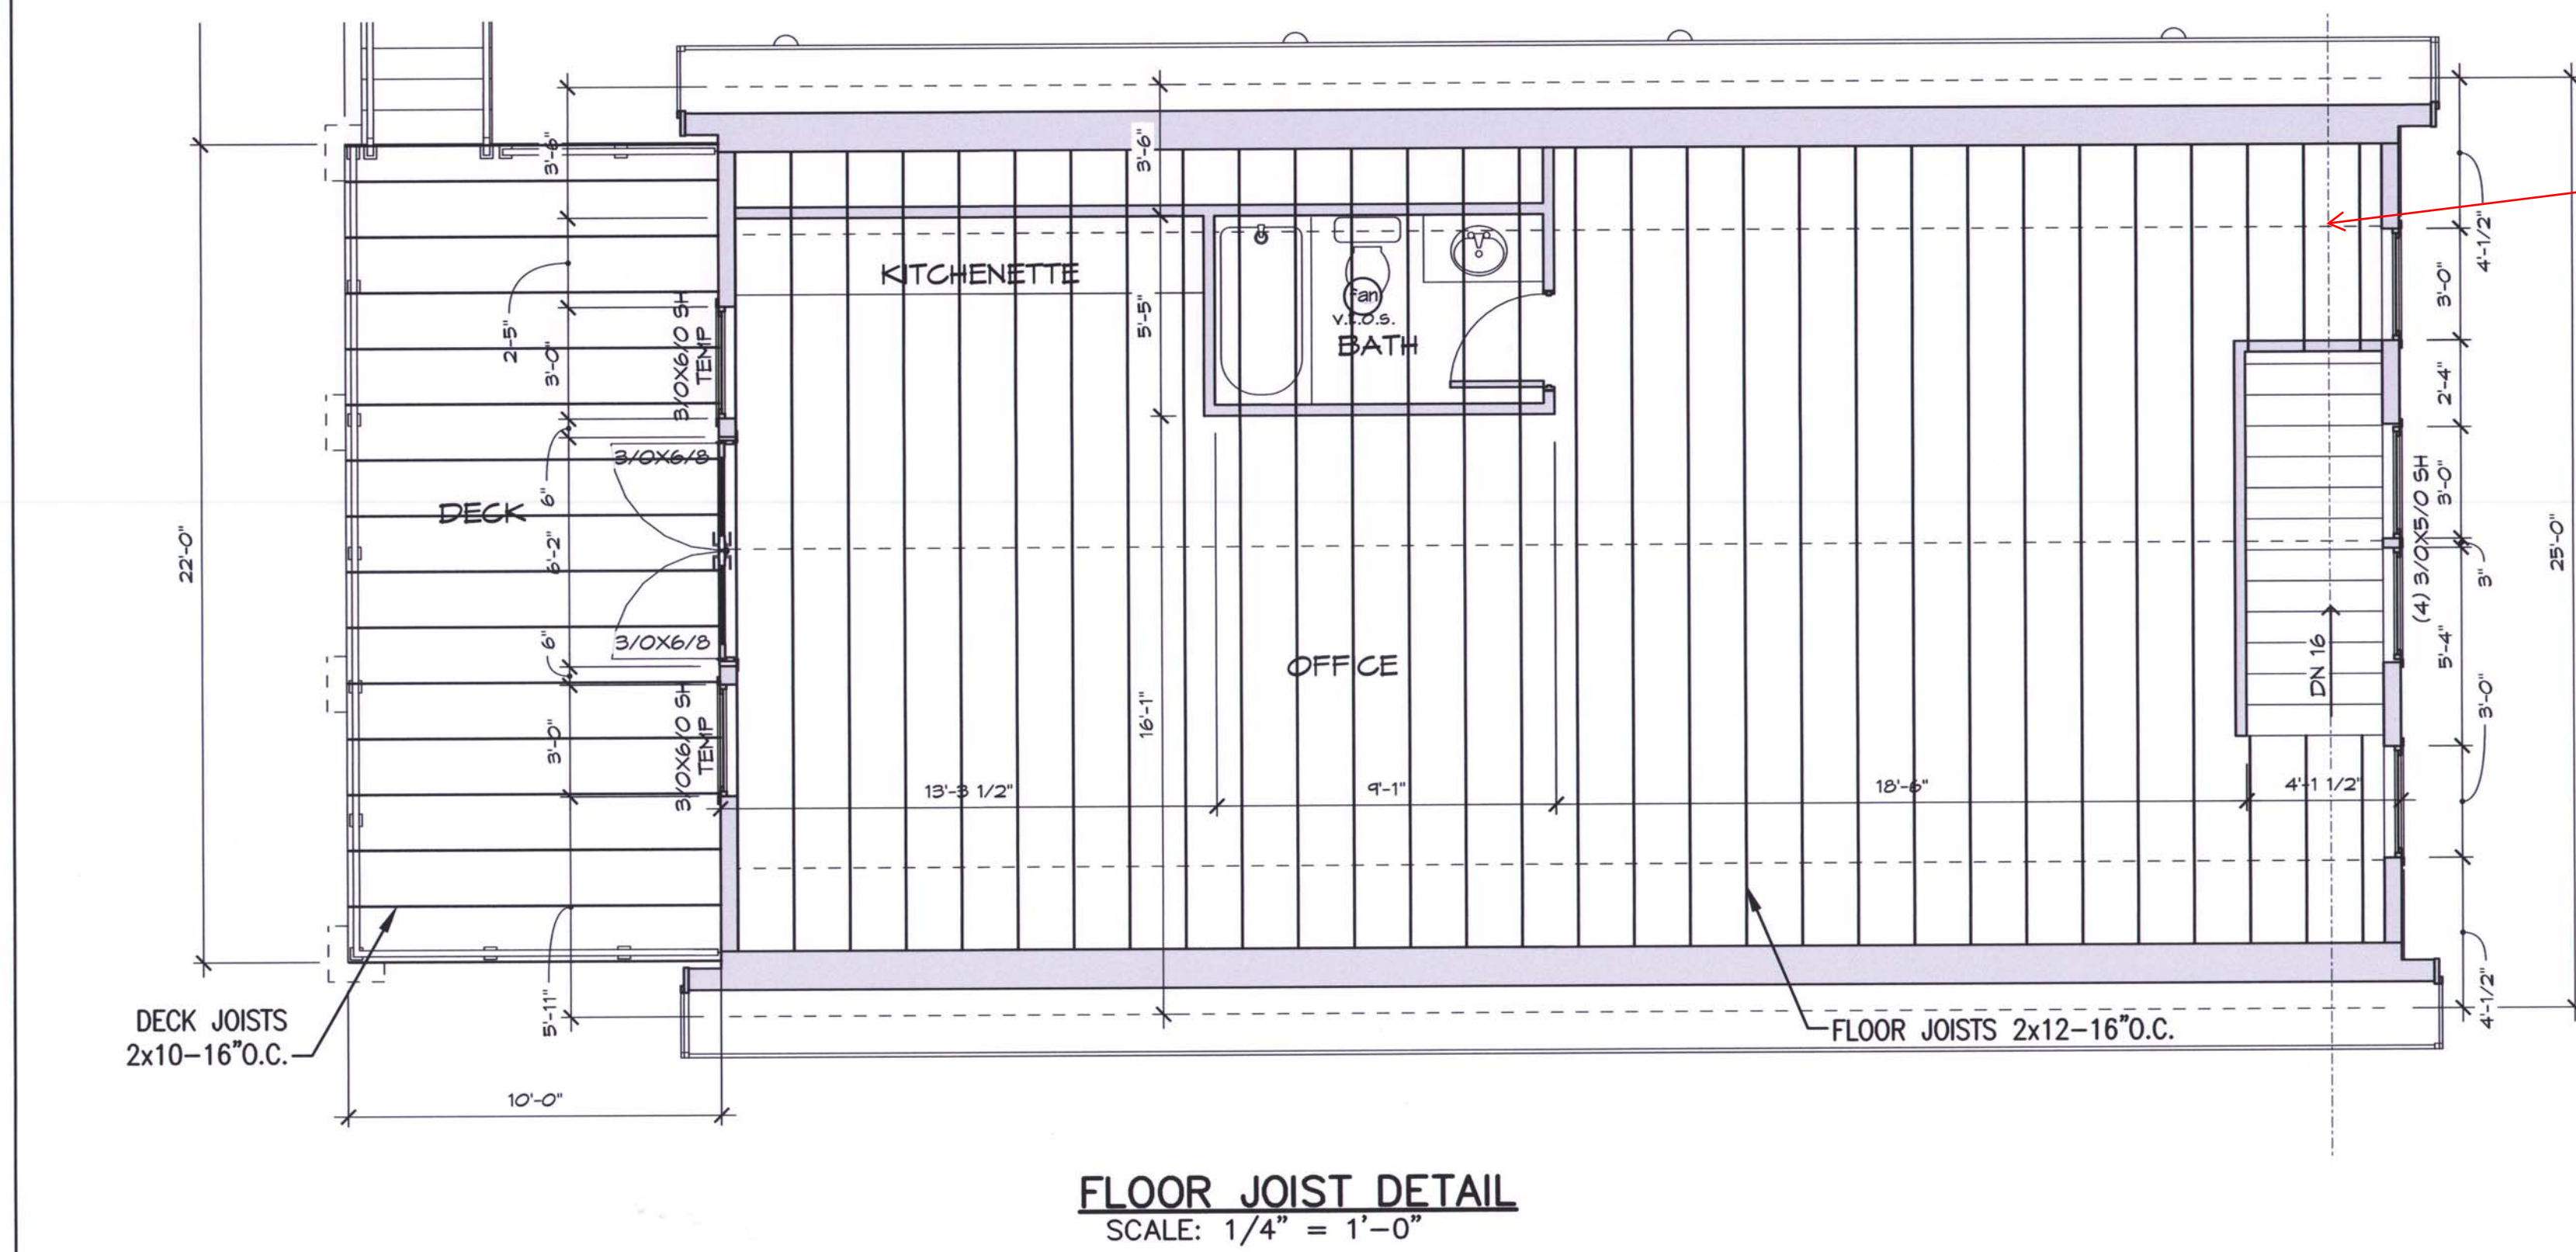 3'-6"
3'-6"
4'-1/2"
KITCHENETTE
3'-0"
2-5"
3/0X6/0 SH
TEMP
fan
BATH
5'-5"
3'-0"
2'-4"
3/0X6/8
6"
DECK
(4) 3/0X5/0 SH
3'-0"
22'-0"
6'-2"
25'-0"
3"
3/0X6/8
6"
OFFICE
DN 16
5'-4"
3/0X6/0 SH
TEMP
3'-0"
16'-1"
3'-0"
13'-3 1/2"
9'-1"
18'-6"
4'-1 1/2"
5'-11"
4'-1/2"
DECK JOISTS
2x10-16"O.C.
FLOOR JOISTS 2x12-16"O.C.
10'-0"
FLOOR JOIST DETAIL
SCALE: 1/4" = 1'-0"